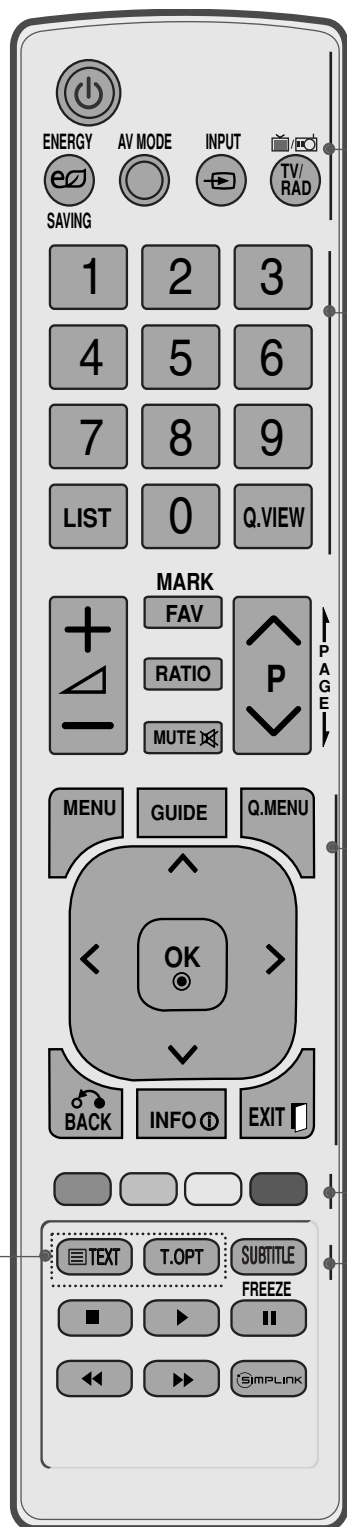 ENERGY AV MODE INPUT
TV/
RAD
SAVING
1 2 3
4 5 6
7 8 9
LIST 0 Q.VIEW
MARK
FAV
RATIO
MUTE
P
PAGE
MENU GUIDE Q.MENU
OK
BACK INFO EXIT
TEXT T.OPT SUBTITLE
FREEZE
SIMPLINK